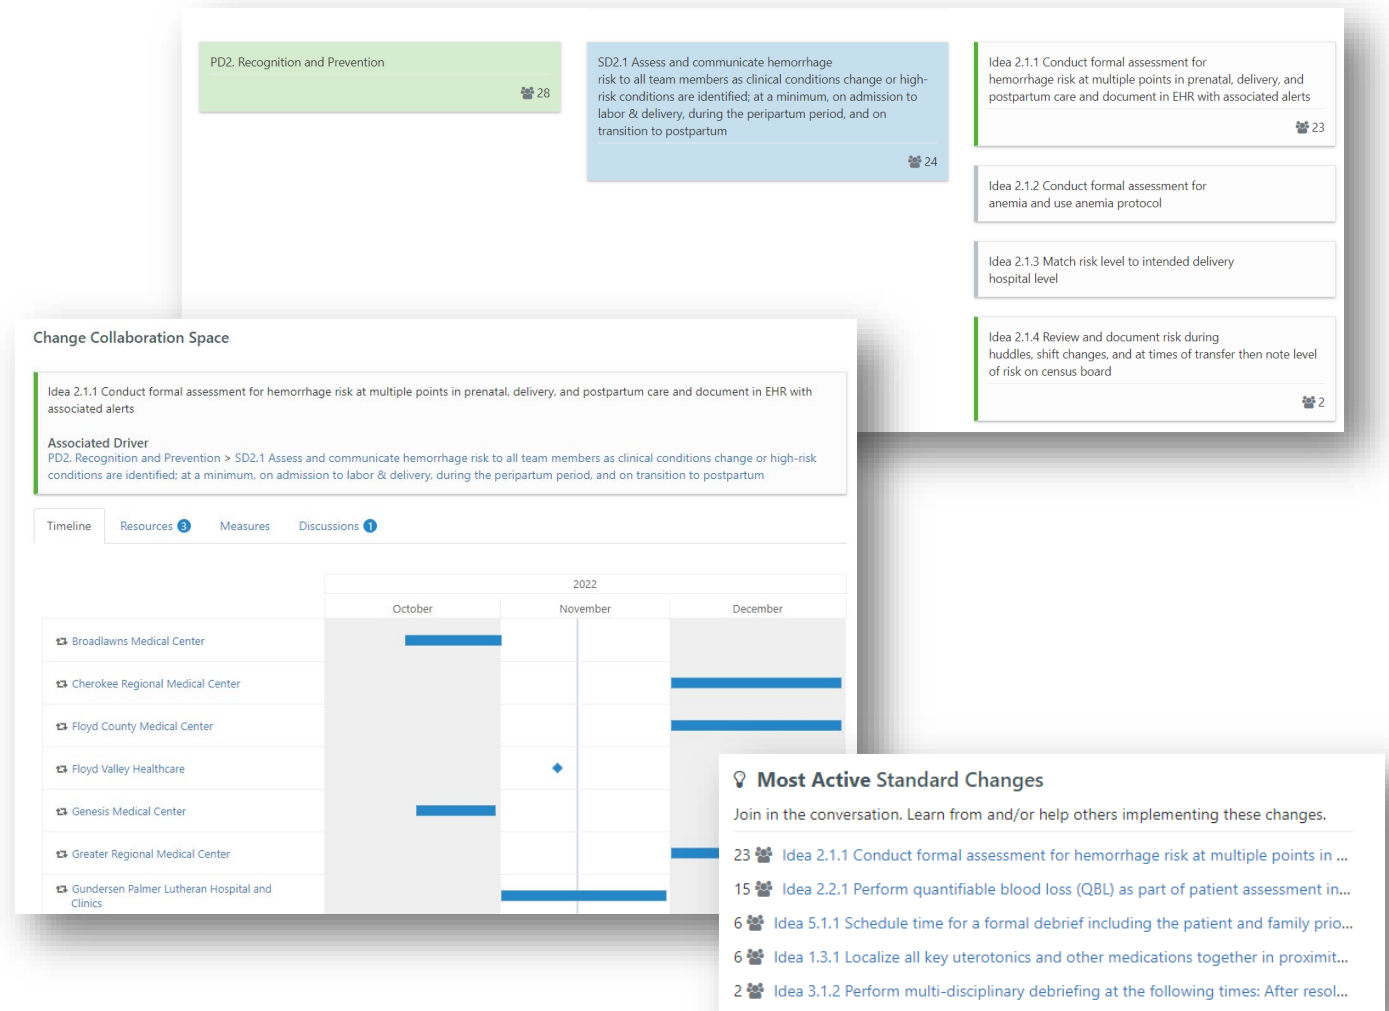 PD2. Recognition and Prevention
28
SD2.1 Assess and communicate hemorrhage
risk to all team members as clinical conditions change or high-
risk conditions are identified; at a minimum, on admission to
labor & delivery, during the peripartum period, and on
transition to postpartum
24
Idea 2.1.1 Conduct formal assessment for
hemorrhage risk at multiple points in prenatal, delivery, and
postpartum care and document in EHR with associated alerts
23
Idea 2.1.2 Conduct formal assessment for
anemia and use anemia protocol
Idea 2.1.3 Match risk level to intended delivery
hospital level
Idea 2.1.4 Review and document risk during
huddles, shift changes, and at times of transfer then note level
of risk on census board
2
Change Collaboration Space
Idea 2.1.1 Conduct formal assessment for hemorrhage risk at multiple points in prenatal, delivery, and postpartum care and document in EHR with
associated alerts
Associated Driver
PD2. Recognition and Prevention > SD2.1 Assess and communicate hemorrhage risk to all team members as clinical conditions change or high-risk
conditions are identified; at a minimum, on admission to labor & delivery, during the peripartum period, and on transition to postpartum
Timeline Resources 3 Measures Discussions 1
2022
October November December
Broadlawns Medical Center
Cherokee Regional Medical Center
Floyd County Medical Center
Floyd Valley Healthcare
Genesis Medical Center
Greater Regional Medical Center
Gundersen Palmer Lutheran Hospital and
Clinics
Most Active Standard Changes
Join in the conversation. Learn from and/or help others implementing these changes.
23 Idea 2.1.1 Conduct formal assessment for hemorrhage risk at multiple points in ...
15 Idea 2.2.1 Perform quantifiable blood loss (QBL) as part of patient assessment in...
6 Idea 5.1.1 Schedule time for a formal debrief including the patient and family prio...
6 Idea 1.3.1 Localize all key uterotonics and other medications together in proximit...
2 Idea 3.1.2 Perform multi-disciplinary debriefing at the following times: After resol...